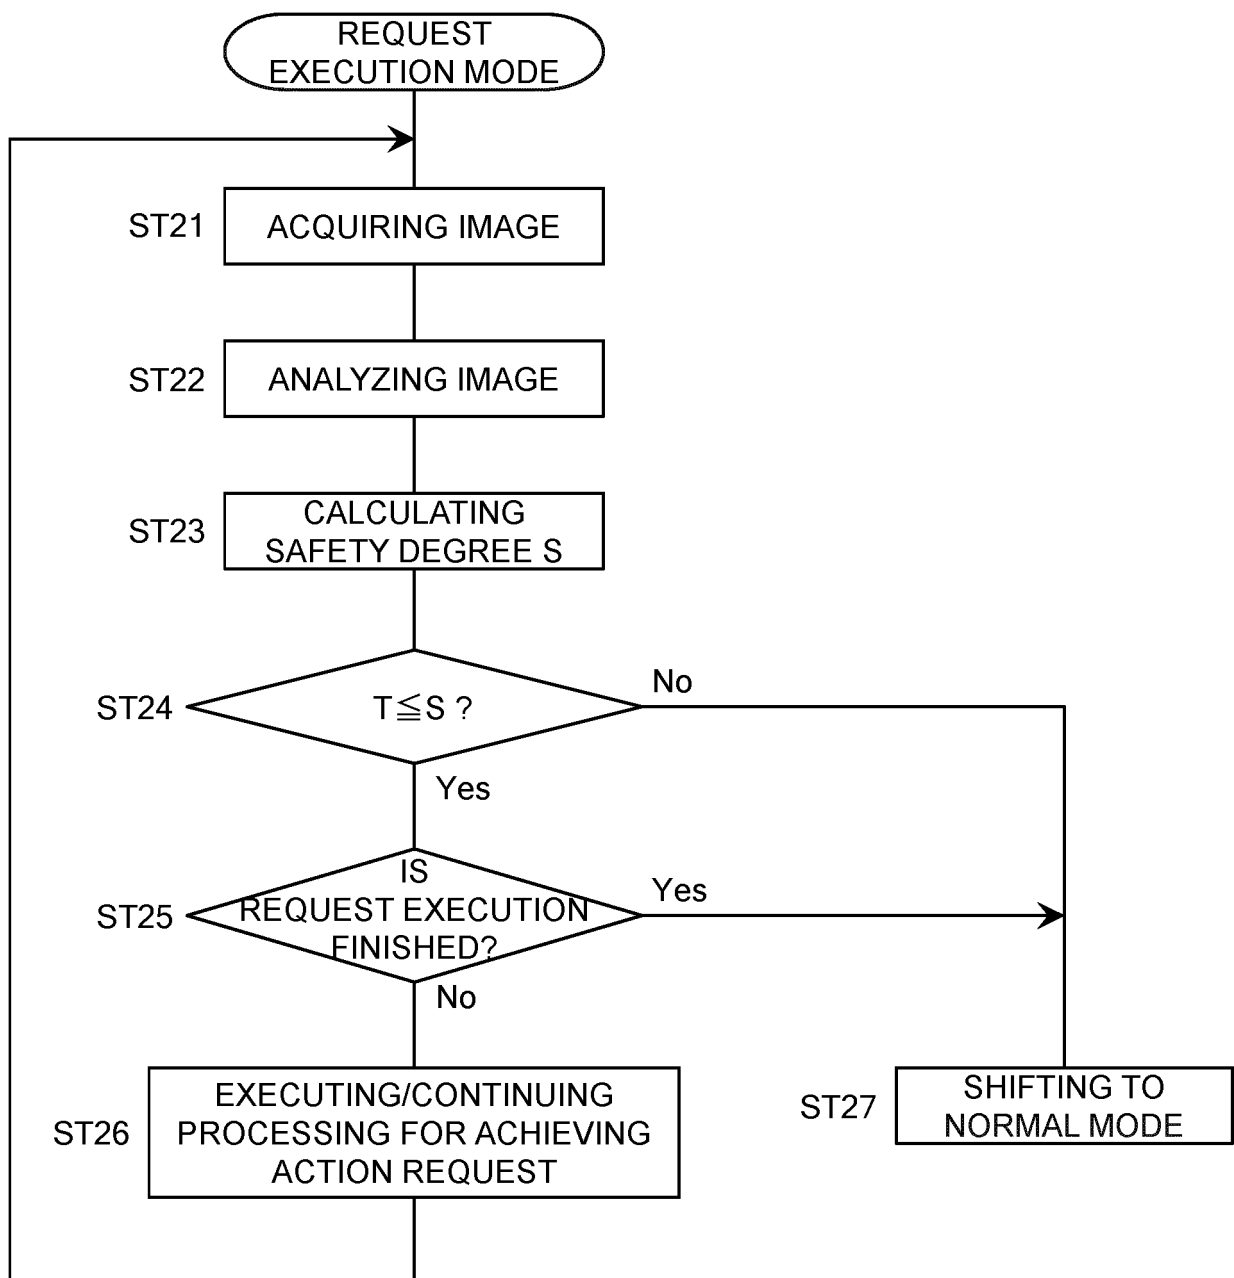 REQUEST
EXECUTION MODE
ST21
ACQUIRING IMAGE
ST22
ANALYZING IMAGE
ST23
CALCULATING
SAFETY DEGREE S
ST24
T≦S ?
No
Yes
ST25
IS
REQUEST EXECUTION
FINISHED?
Yes
No
ST26
EXECUTING/CONTINUING
PROCESSING FOR ACHIEVING
ACTION REQUEST
ST27
SHIFTING TO
NORMAL MODE